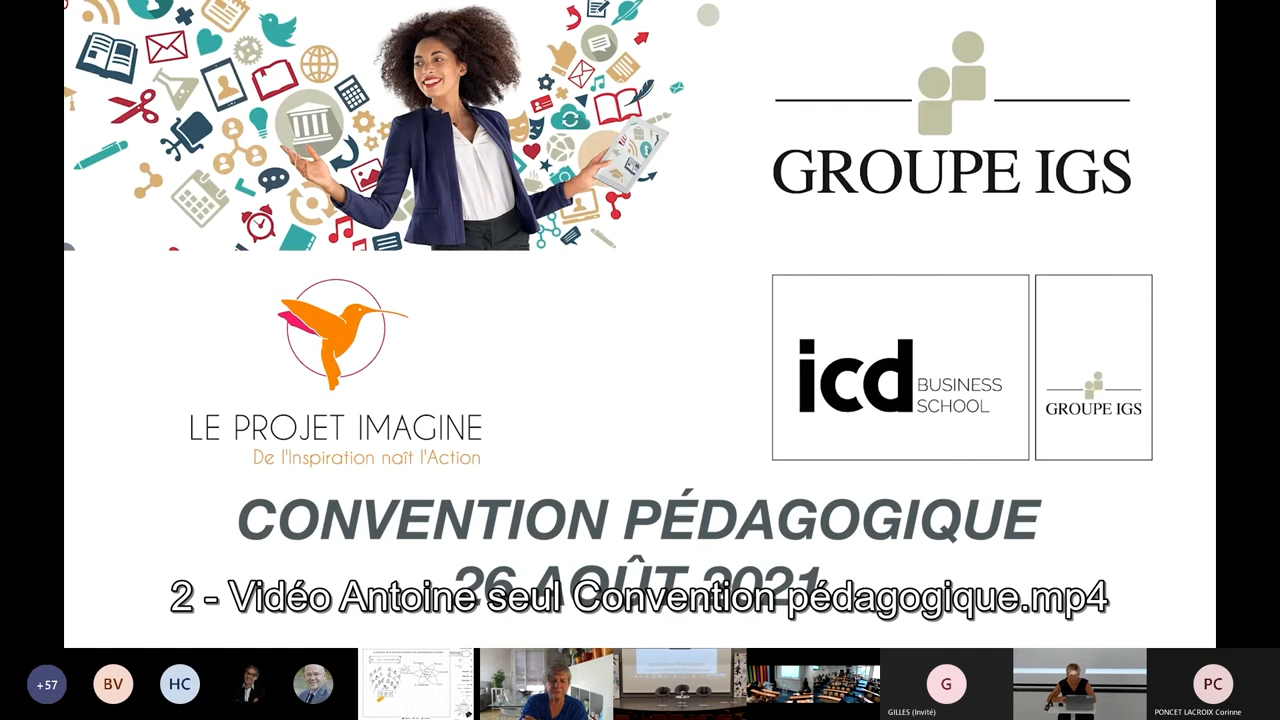 GROUPE IGS
LE PROJET IMAGINE
De l'Inspiration naît l'Action
icd
BUSINESS
SCHOOL
GROUPE IGS
CONVENTION PÉDAGOGIQUE
26 AOÛT 2021
2 - Vidéo Antoine seul Convention pédagogique.mp4
+57
BV
HC
G
GILLES (Invité)
PC
PONCET LACROIX Corinne